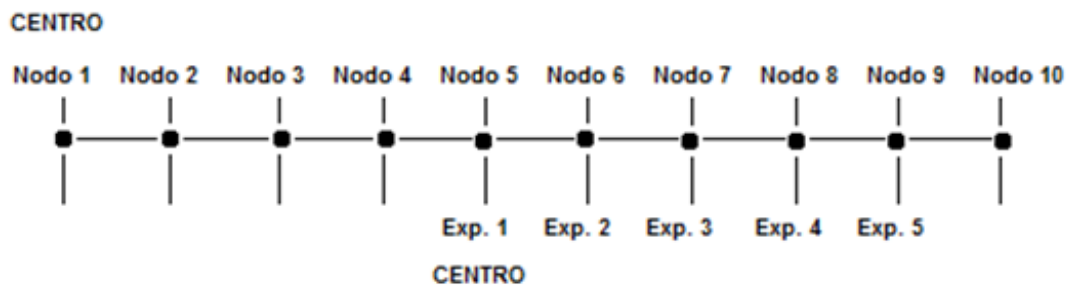 CENTRO
Nodo 1 Nodo 2 Nodo 3 Nodo 4 Nodo 5 Nodo 6 Nodo 7 Nodo 8 Nodo 9 Nodo 10
Exp. 1 Exp. 2 Exp. 3 Exp. 4 Exp. 5
CENTRO